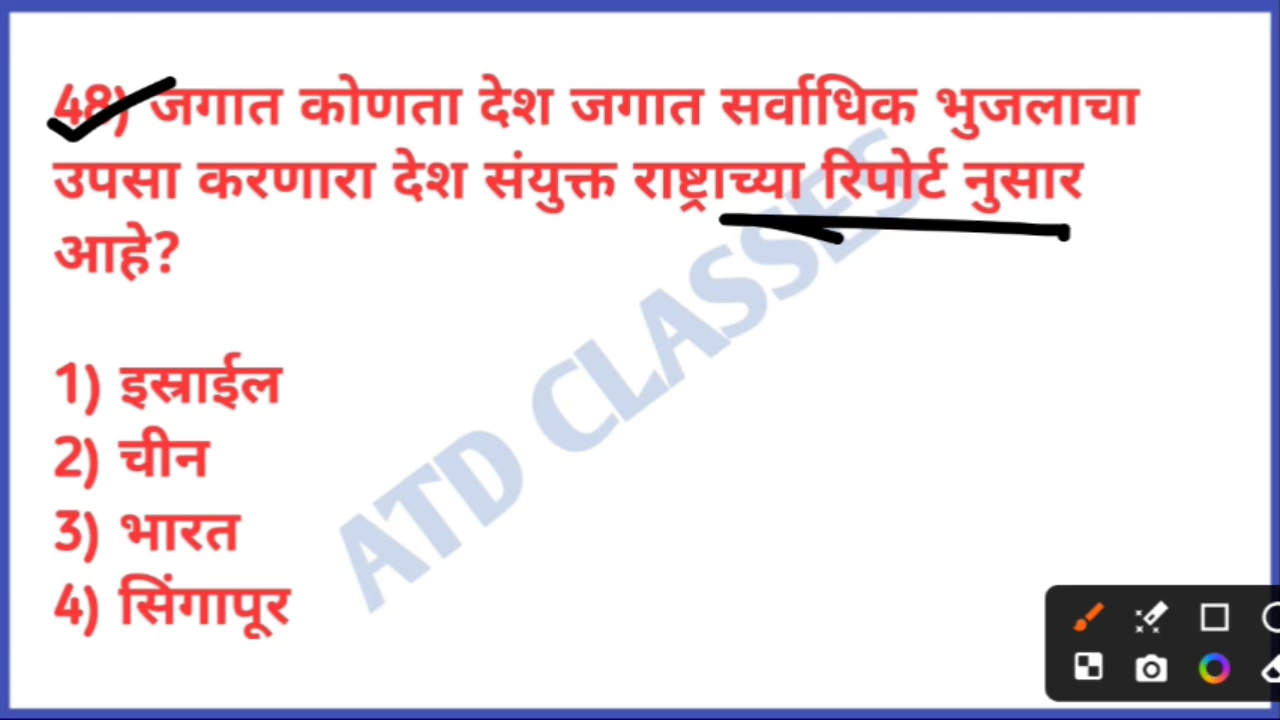 48) जगात कोणता देश जगात सर्वाधिक भुजलाचा
उपसा करणारा देश संयुक्त राष्ट्राच्या रिपोर्ट नुसार
आहे?
1) इस्राईल
2) चीन
3) भारत
4) सिंगापूर
ATD CLASSES